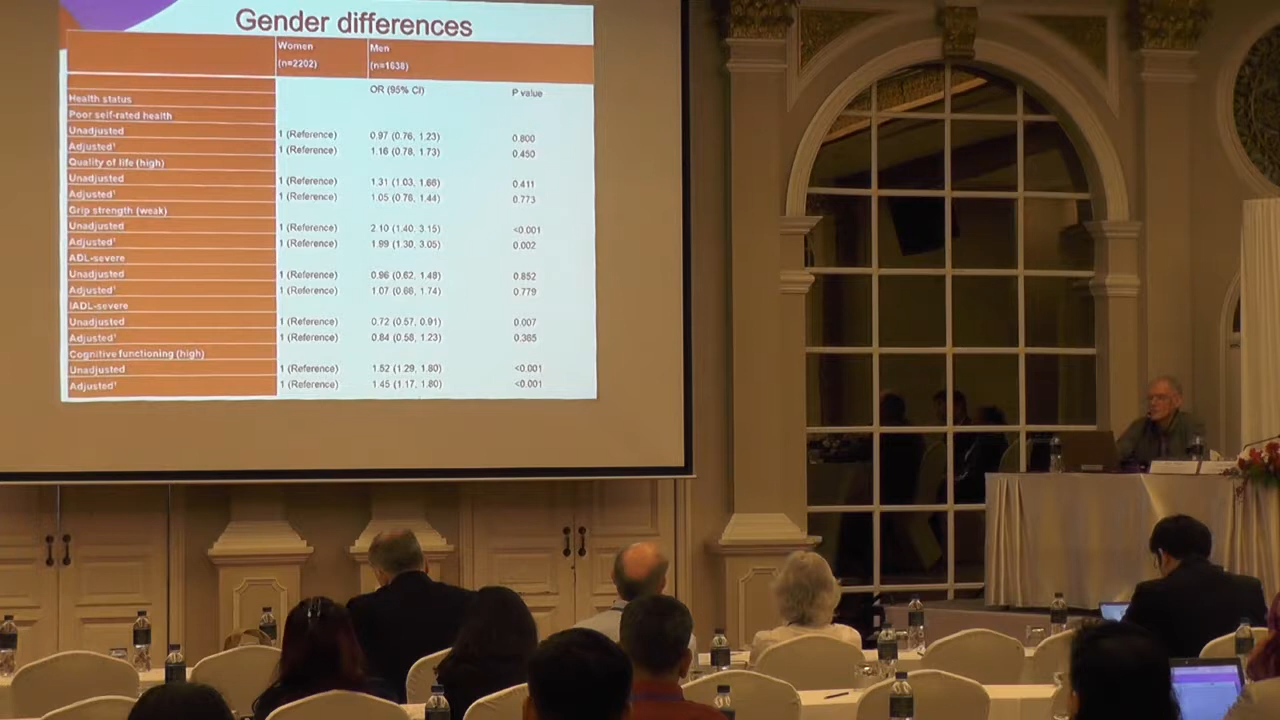 Gender differences
Women Men
(n=2202) (n=1638)
OR (95% CI) P value
Health status
Poor self-rated health
Unadjusted 1 (Reference) 0.97 (0.76, 1.23) 0.800
Adjusted¹ 1 (Reference) 1.16 (0.78, 1.73) 0.450
Quality of life (high)
Unadjusted 1 (Reference) 1.31 (1.03, 1.66) 0.411
Adjusted¹ 1 (Reference) 1.05 (0.76, 1.44) 0.773
Grip strength (weak)
Unadjusted 1 (Reference) 2.10 (1.40, 3.15) <0.001
Adjusted¹ 1 (Reference) 1.99 (1.30, 3.05) 0.002
ADL-severe
Unadjusted 1 (Reference) 0.96 (0.62, 1.48) 0.852
Adjusted¹ 1 (Reference) 1.07 (0.66, 1.74) 0.779
IADL-severe
Unadjusted 1 (Reference) 0.72 (0.57, 0.91) 0.007
Adjusted¹ 1 (Reference) 0.84 (0.58, 1.23) 0.365
Cognitive functioning (high)
Unadjusted 1 (Reference) 1.52 (1.29, 1.80) <0.001
Adjusted¹ 1 (Reference) 1.45 (1.17, 1.80) <0.001